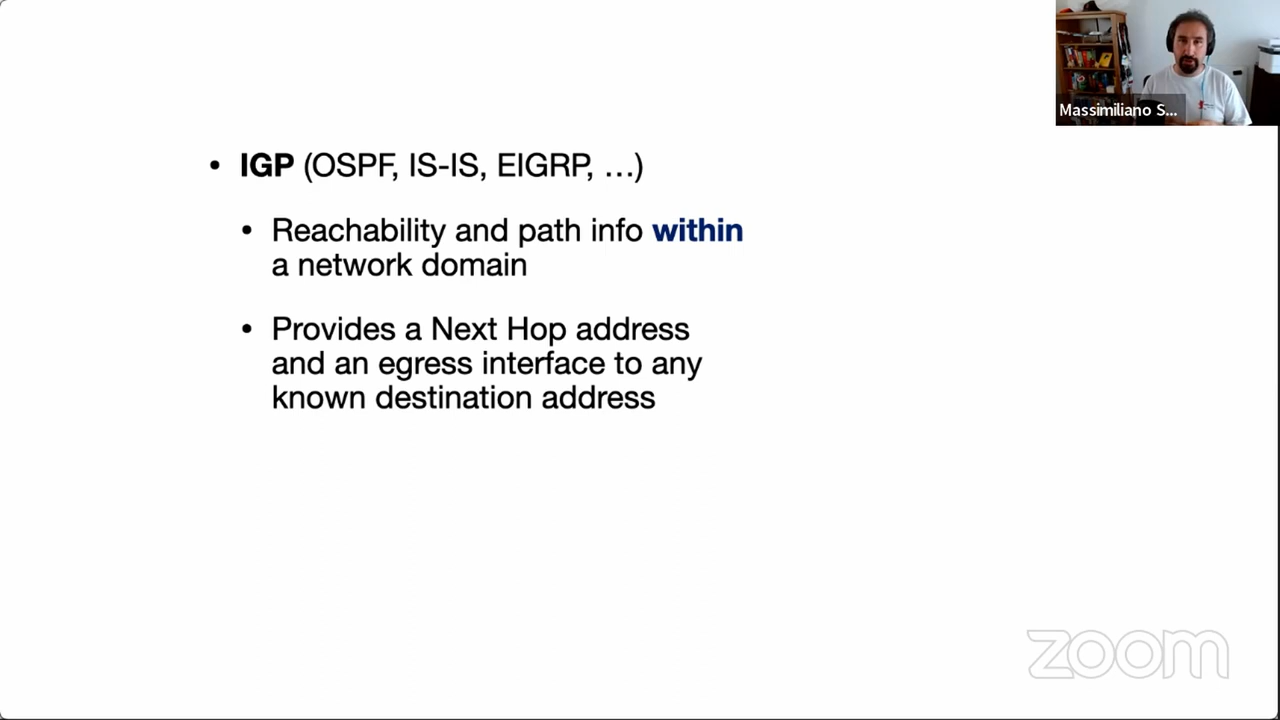 Massimiliano S...
• IGP (OSPF, IS-IS, EIGRP, ...)
• Reachability and path info within
a network domain
• Provides a Next Hop address
and an egress interface to any
known destination address
zoom